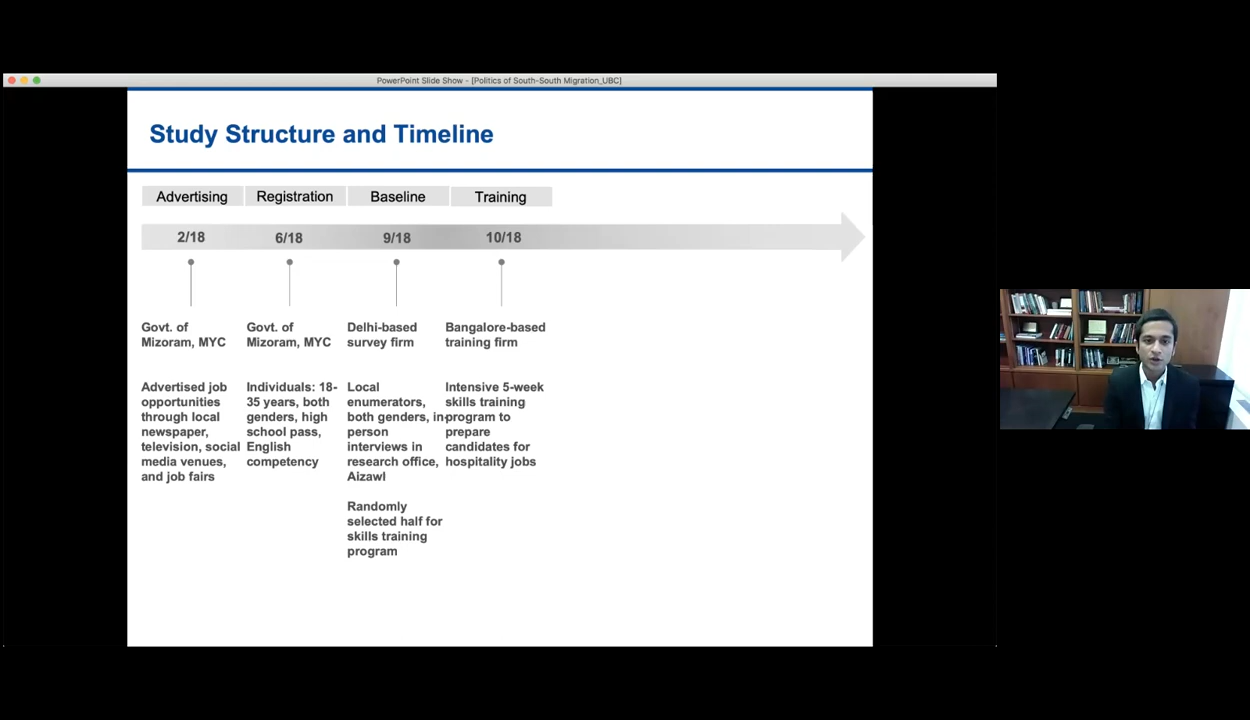 PowerPoint Slide Show - [Politics of South-South Migration_UBC]
Study Structure and Timeline
Advertising
Registration
Baseline
Training
2/18
6/18
9/18
10/18
Govt. of
Mizoram, MYC
Advertised job
opportunities
through local
newspaper,
television, social
media venues,
and job fairs
Govt. of
Mizoram, MYC
Individuals: 18-
35 years, both
genders, high
school pass,
English
competency
Delhi-based
survey firm
Local
enumerators,
both genders, in-
person
interviews in
research office,
Aizawl
Randomly
selected half for
skills training
program
Bangalore-based
training firm
Intensive 5-week
skills training
program to
prepare
candidates for
hospitality jobs